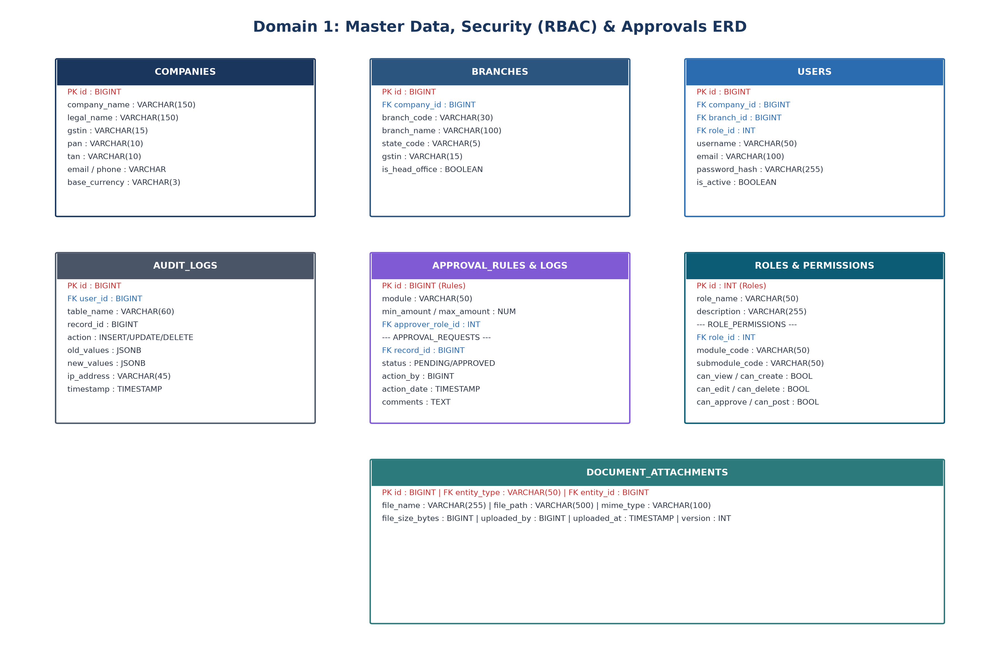 Domain 1: Master Data, Security (RBAC) & Approvals ERD
COMPANIES
PK id : BIGINT
company_name : VARCHAR(150)
legal_name : VARCHAR(150)
gstin : VARCHAR(15)
pan : VARCHAR(10)
tan : VARCHAR(10)
email / phone : VARCHAR
base_currency : VARCHAR(3)
BRANCHES
PK id : BIGINT
FK company_id : BIGINT
branch_code : VARCHAR(30)
branch_name : VARCHAR(100)
state_code : VARCHAR(5)
gstin : VARCHAR(15)
is_head_office : BOOLEAN
USERS
PK id : BIGINT
FK company_id : BIGINT
FK branch_id : BIGINT
FK role_id : INT
username : VARCHAR(50)
email : VARCHAR(100)
password_hash : VARCHAR(255)
is_active : BOOLEAN
AUDIT_LOGS
PK id : BIGINT
FK user_id : BIGINT
table_name : VARCHAR(60)
record_id : BIGINT
action : INSERT/UPDATE/DELETE
old_values : JSONB
new_values : JSONB
ip_address : VARCHAR(45)
timestamp : TIMESTAMP
APPROVAL_RULES & LOGS
PK id : BIGINT (Rules)
module : VARCHAR(50)
min_amount / max_amount : NUM
FK approver_role_id : INT
--- APPROVAL_REQUESTS ---
FK record_id : BIGINT
status : PENDING/APPROVED
action_by : BIGINT
action_date : TIMESTAMP
comments : TEXT
ROLES & PERMISSIONS
PK id : INT (Roles)
role_name : VARCHAR(50)
description : VARCHAR(255)
--- ROLE_PERMISSIONS ---
FK role_id : INT
module_code : VARCHAR(50)
submodule_code : VARCHAR(50)
can_view / can_create : BOOL
can_edit / can_delete : BOOL
can_approve / can_post : BOOL
DOCUMENT_ATTACHMENTS
PK id : BIGINT | FK entity_type : VARCHAR(50) | FK entity_id : BIGINT
file_name : VARCHAR(255) | file_path : VARCHAR(500) | mime_type : VARCHAR(100)
file_size_bytes : BIGINT | uploaded_by : BIGINT | uploaded_at : TIMESTAMP | version : INT